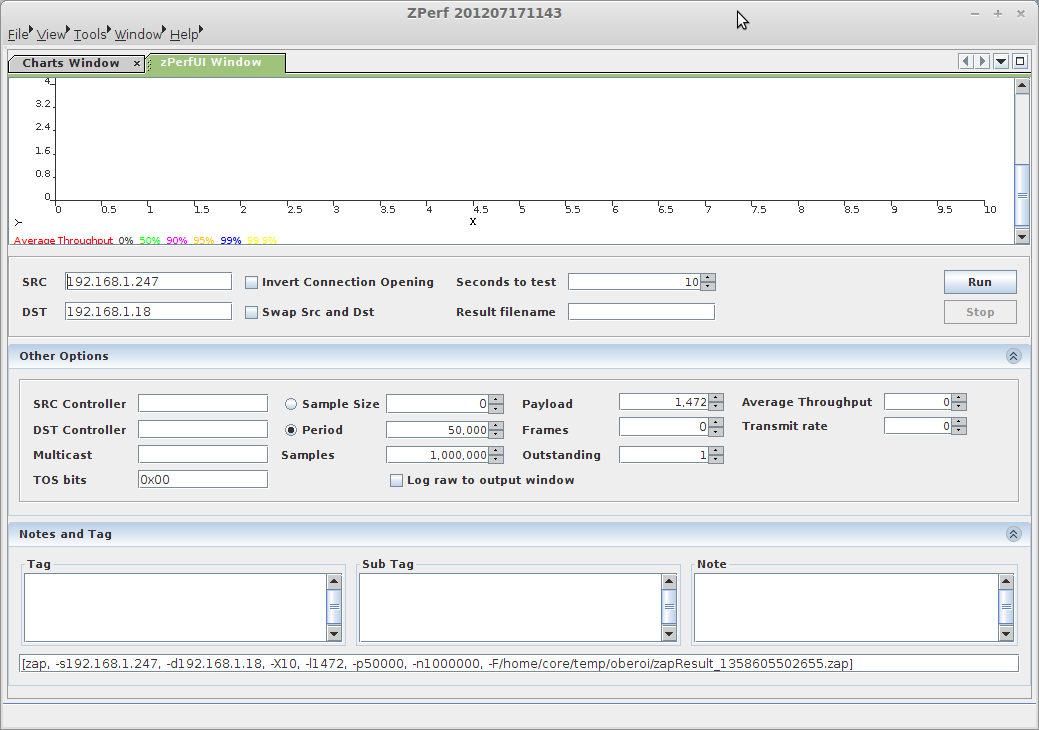 ZPerf 201207171143
File View Tools Window Help
Charts Window × zPerfUI Window
4
3.2
2.4
1.6
0.8
0
0 0.5 1 1.5 2 2.5 3 3.5 4 4.5 5 5.5 6 6.5 7 7.5 8 8.5 9 9.5 10
Y
X
Average Throughput 0% 50% 90% 95% 99% 99.9%
SRC 192.168.1.247 Invert Connection Opening Seconds to test 10 Run
DST 192.168.1.18 Swap Src and Dst Result filename Stop
Other Options
SRC Controller Sample Size 0 Payload 1,472 Average Throughput 0
DST Controller Period 50,000 Frames 0 Transmit rate 0
Multicast Samples 1,000,000 Outstanding 1
TOS bits 0x00 Log raw to output window
Notes and Tag
Tag Sub Tag Note
[zap, -s192.168.1.247, -d192.168.1.18, -X10, -l1472, -p50000, -n1000000, -F/home/core/temp/oberoi/zapResult_1358605502655.zap]